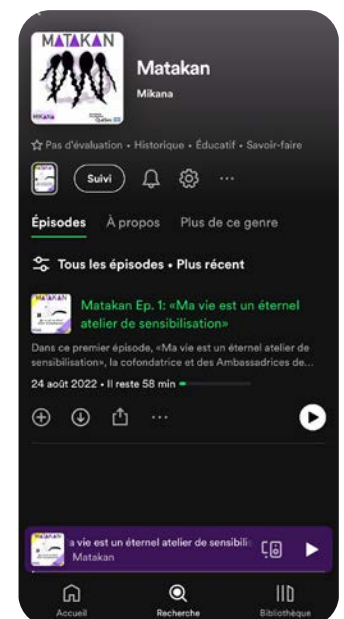 MATAKAN
MIKANA
Québec
Matakan
Mikana
Pas d'évaluation • Historique • Éducatif • Savoir-faire
Suivi
Épisodes À propos Plus de ce genre
Tous les épisodes • Plus récent
MATAKAN
Matakan Ep. 1: «Ma vie est un éternel
atelier de sensibilisation»
Dans ce premier épisode, «Ma vie est un éternel atelier de
sensibilisation», la cofondatrice et des Ambassadrices de...
24 août 2022 • Il reste 58 min
a vie est un éternel atelier de sensibili
Matakan
Accueil Recherche Bibliothèque